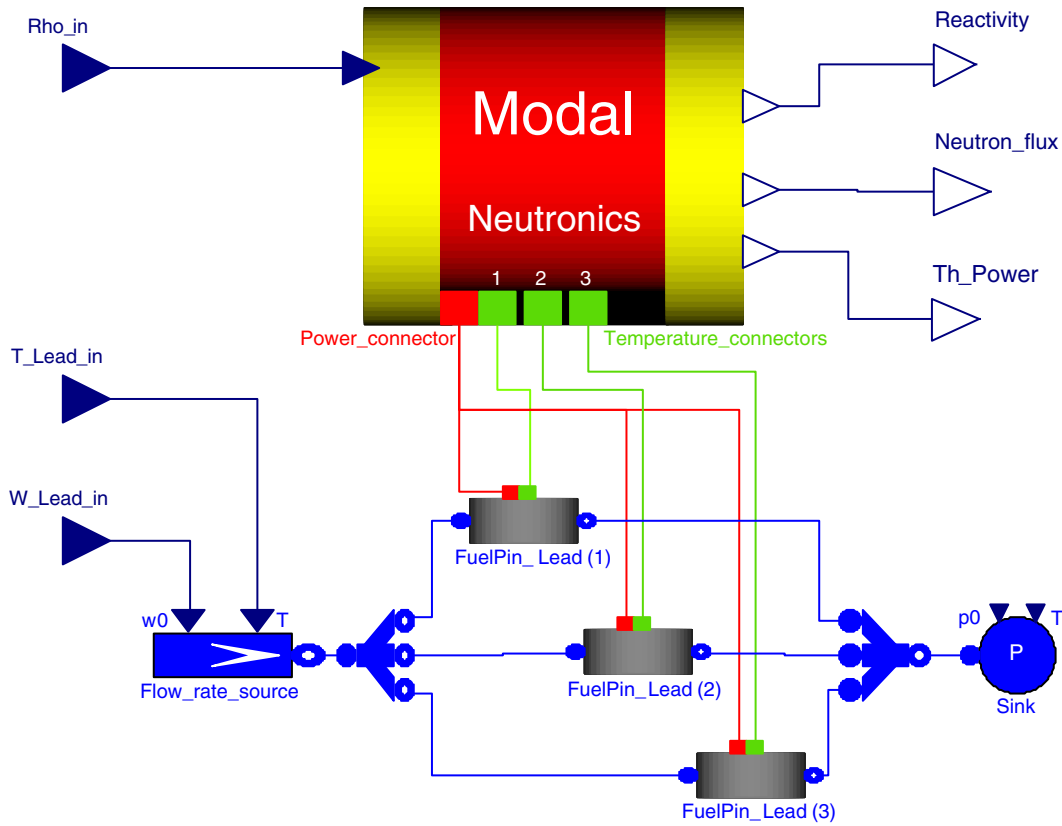 Rho_in
Reactivity
Modal
Neutron_flux
Neutronics
Th_Power
1 2 3
Power_connector
Temperature_connectors
T_Lead_in
W_Lead_in
FuelPin_ Lead (1)
w0
T
p0
T
P
Flow_rate_source
FuelPin_Lead (2)
Sink
FuelPin_Lead (3)